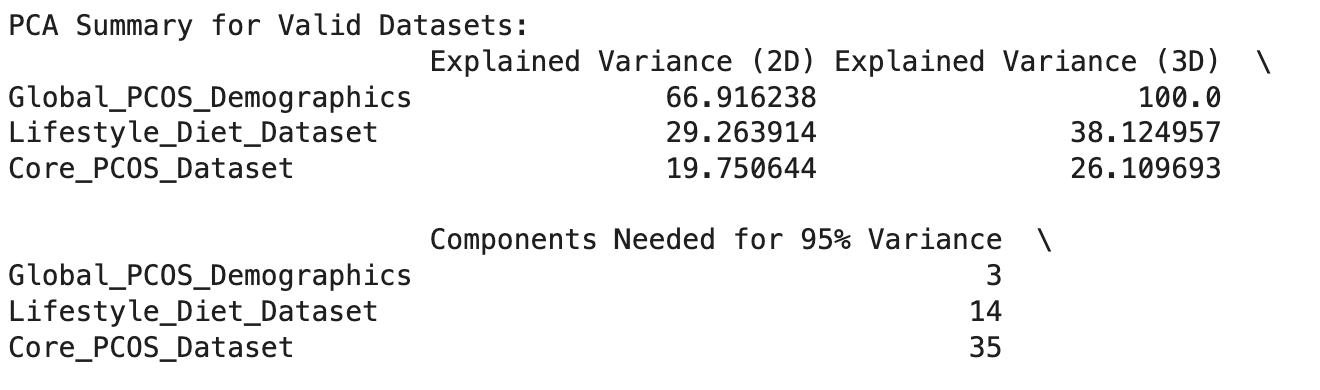 PCA Summary for Valid Datasets:
Explained Variance (2D) Explained Variance (3D) \
Global_PCOS_Demographics 66.916238 100.0
Lifestyle_Diet_Dataset 29.263914 38.124957
Core_PCOS_Dataset 19.750644 26.109693
Components Needed for 95% Variance \
Global_PCOS_Demographics 3
Lifestyle_Diet_Dataset 14
Core_PCOS_Dataset 35